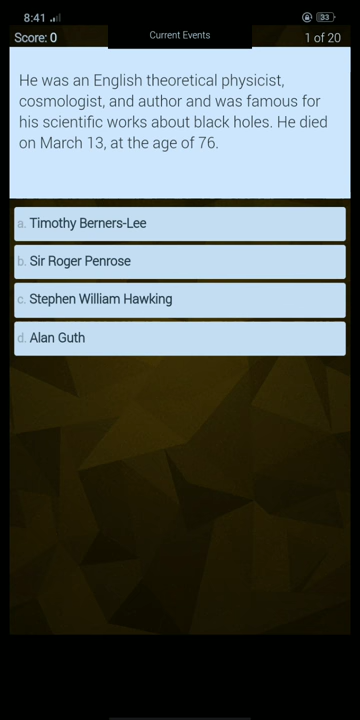 8:41
33
Score: 0
Current Events
1 of 20
He was an English theoretical physicist,
cosmologist, and author and was famous for
his scientific works about black holes. He died
on March 13, at the age of 76.
a. Timothy Berners-Lee
b. Sir Roger Penrose
c. Stephen William Hawking
d. Alan Guth